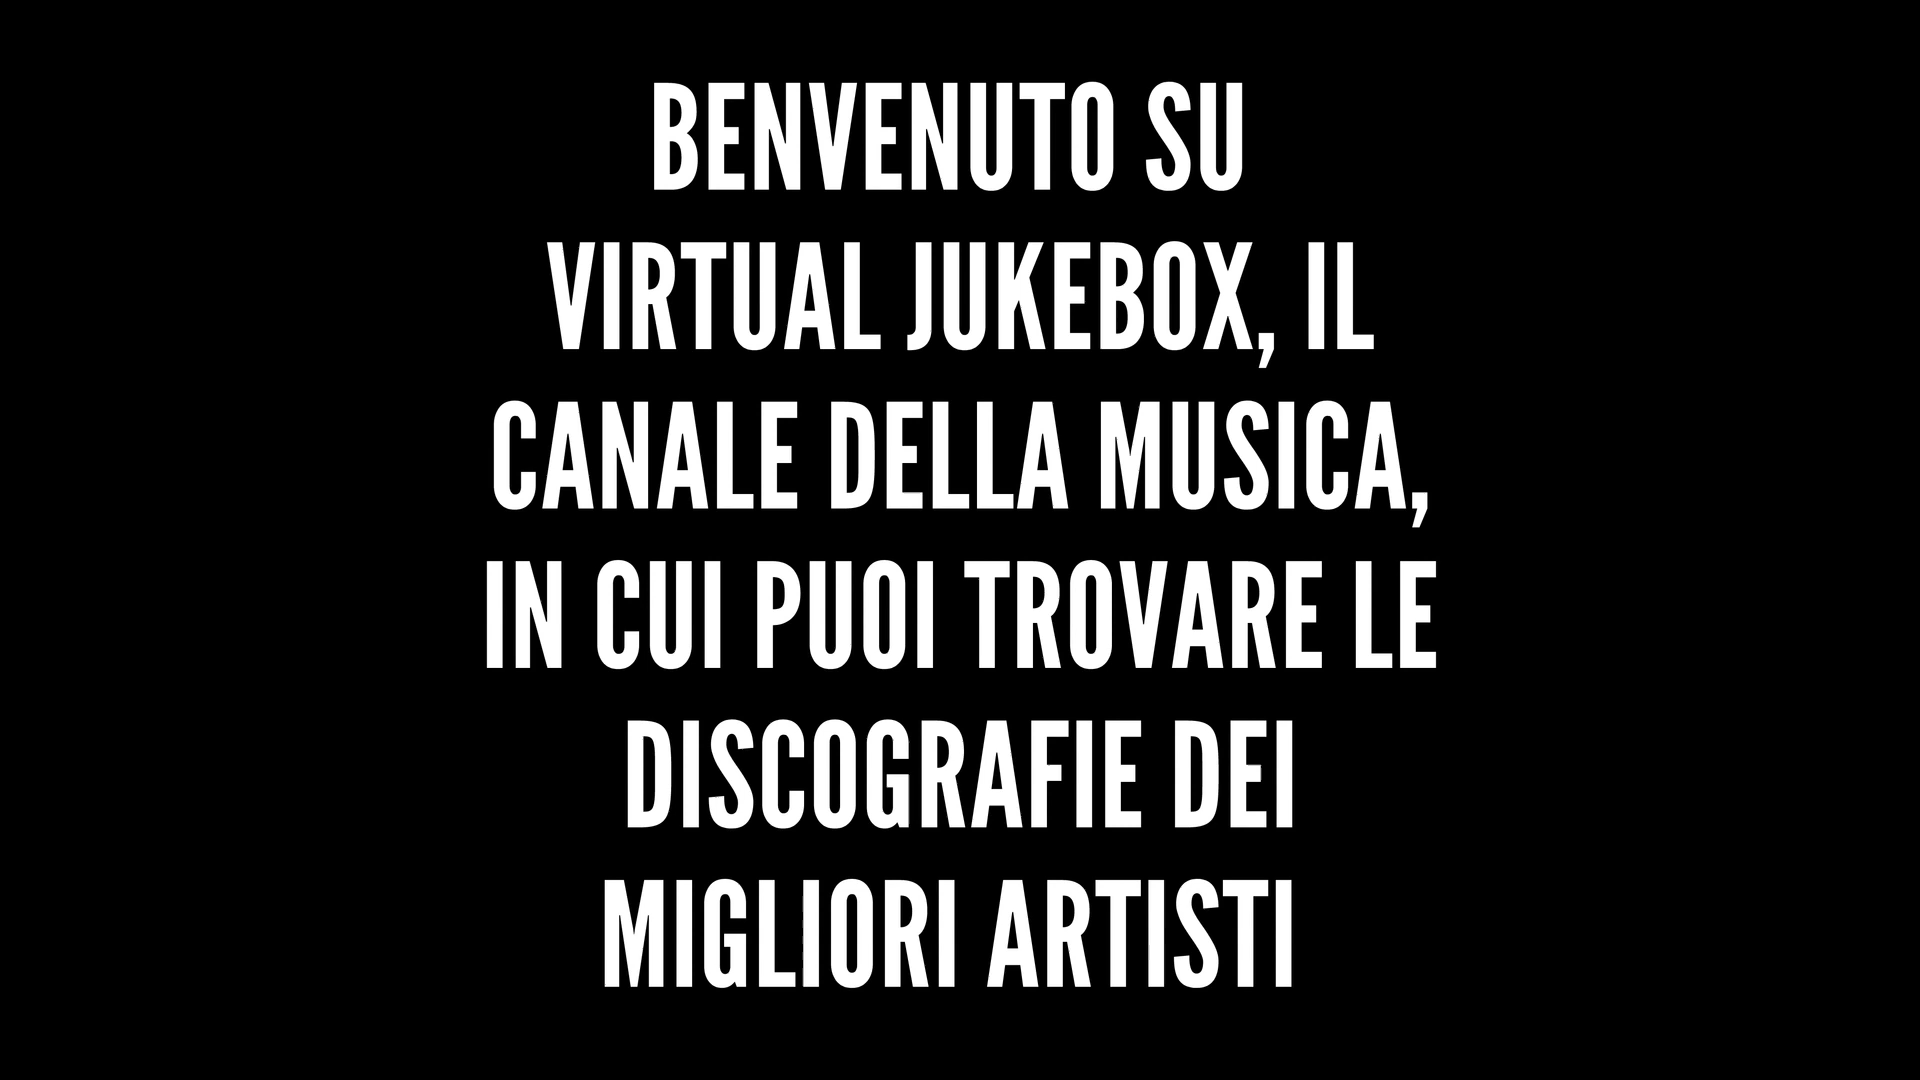 BENVENUTO SU
VIRTUAL JUKEBOX, IL
CANALE DELLA MUSICA,
IN CUI PUOI TROVARE LE
DISCOGRAFIE DEI
MIGLIORI ARTISTI